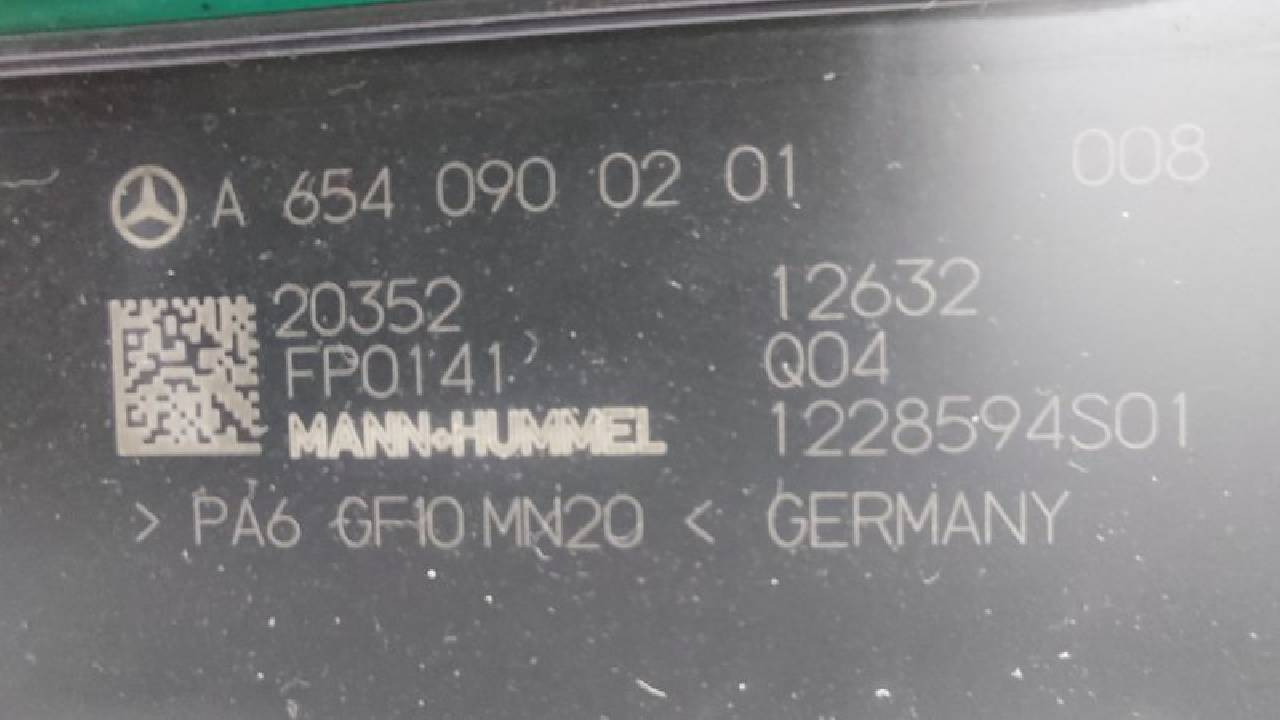 A 654 090 02 01 008
20352 12632
FP0141 Q04
MANN+HUMMEL 1228594S01
> PA6 GF10 MN20 < GERMANY